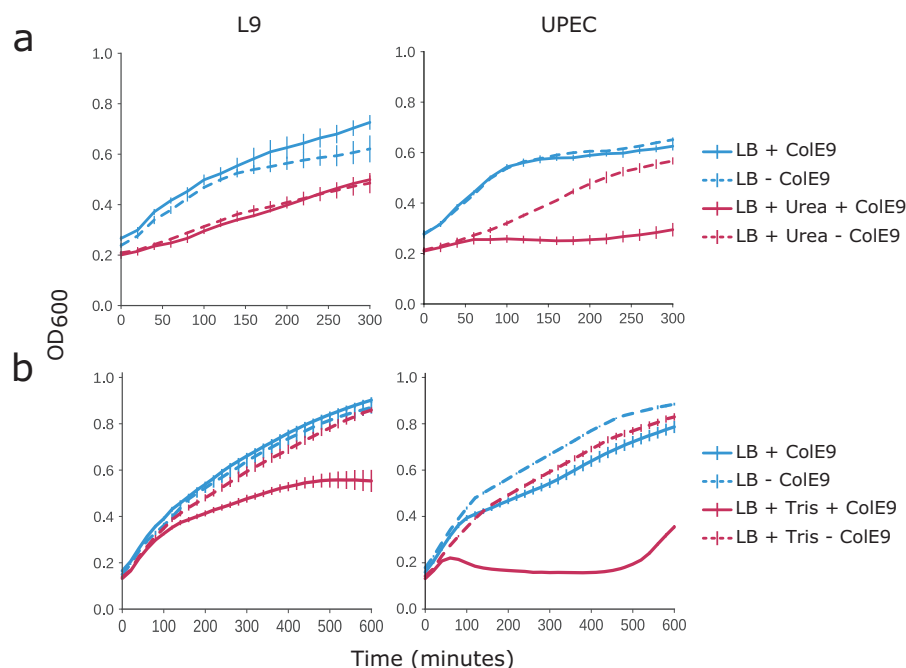 L9 UPEC
a
1.0 1.0
0.8 0.8
0.6 0.6
0.4 0.4
0.2 0.2
0.0 0.0
0 50 100 150 200 250 300 0 50 100 150 200 250 300
LB + ColE9
LB - ColE9
LB + Urea + ColE9
LB + Urea - ColE9
OD600
b
1.0 1.0
0.8 0.8
0.6 0.6
0.4 0.4
0.2 0.2
0.0 0.0
0 100 200 300 400 500 600 0 100 200 300 400 500 600
LB + ColE9
LB - ColE9
LB + Tris + ColE9
LB + Tris - ColE9
Time (minutes)